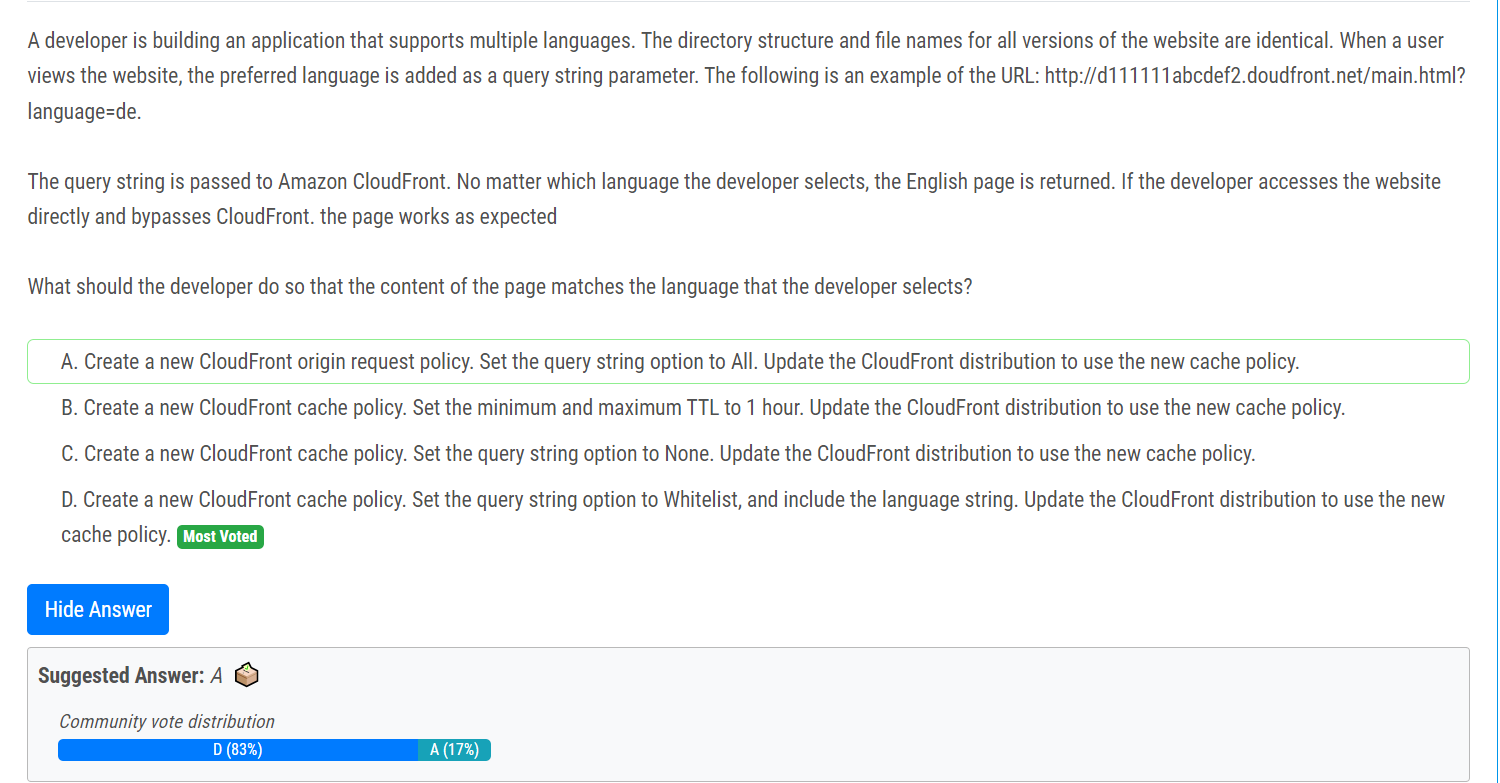 A developer is building an application that supports multiple languages. The directory structure and file names for all versions of the website are identical. When a user
views the website, the preferred language is added as a query string parameter. The following is an example of the URL: http://d111111abcdef2.doudfront.net/main.html?
language=de.
The query string is passed to Amazon CloudFront. No matter which language the developer selects, the English page is returned. If the developer accesses the website
directly and bypasses CloudFront. the page works as expected
What should the developer do so that the content of the page matches the language that the developer selects?
A. Create a new CloudFront origin request policy. Set the query string option to All. Update the CloudFront distribution to use the new cache policy.
B. Create a new CloudFront cache policy. Set the minimum and maximum TTL to 1 hour. Update the CloudFront distribution to use the new cache policy.
C. Create a new CloudFront cache policy. Set the query string option to None. Update the CloudFront distribution to use the new cache policy.
D. Create a new CloudFront cache policy. Set the query string option to Whitelist, and include the language string. Update the CloudFront distribution to use the new
cache policy. Most Voted
Hide Answer
Suggested Answer: A
Community vote distribution
D (83%) A (17%)